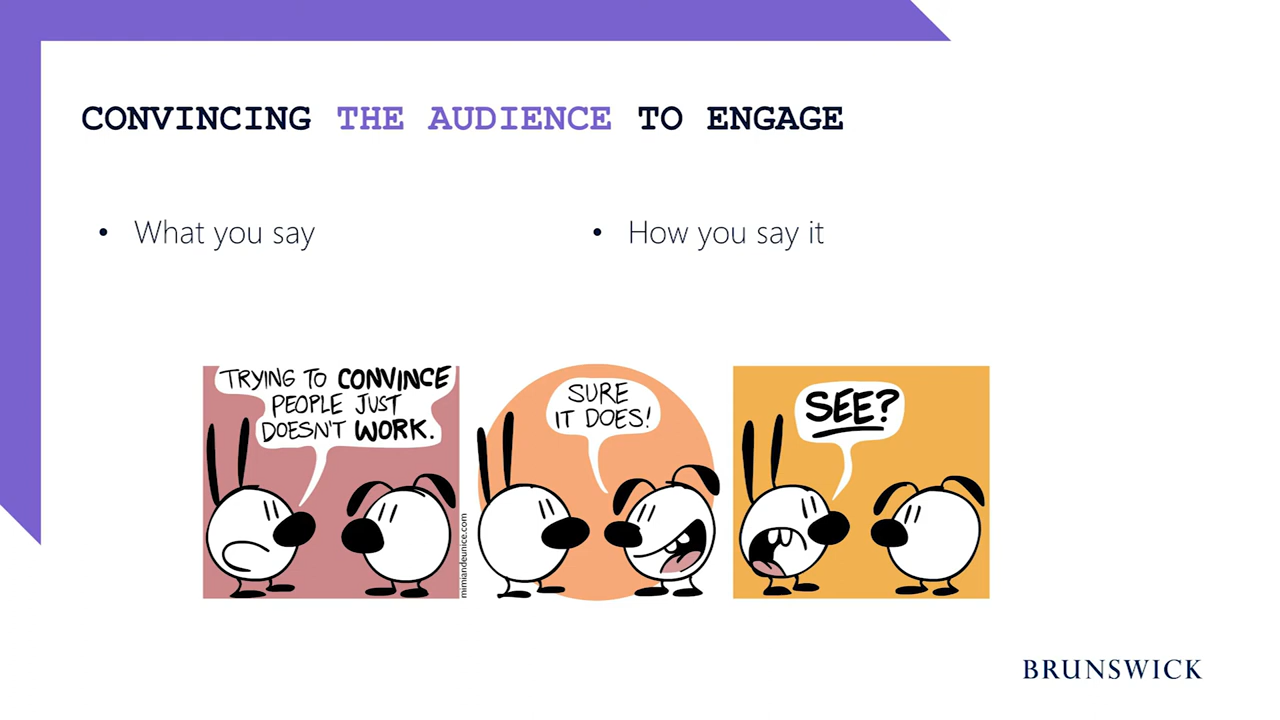 CONVINCING THE AUDIENCE TO ENGAGE
• What you say
• How you say it
TRYING TO CONVINCE
PEOPLE JUST
DOESN'T WORK.
mimiandeunice.com
SURE
IT DOES!
SEE?
BRUNSWICK